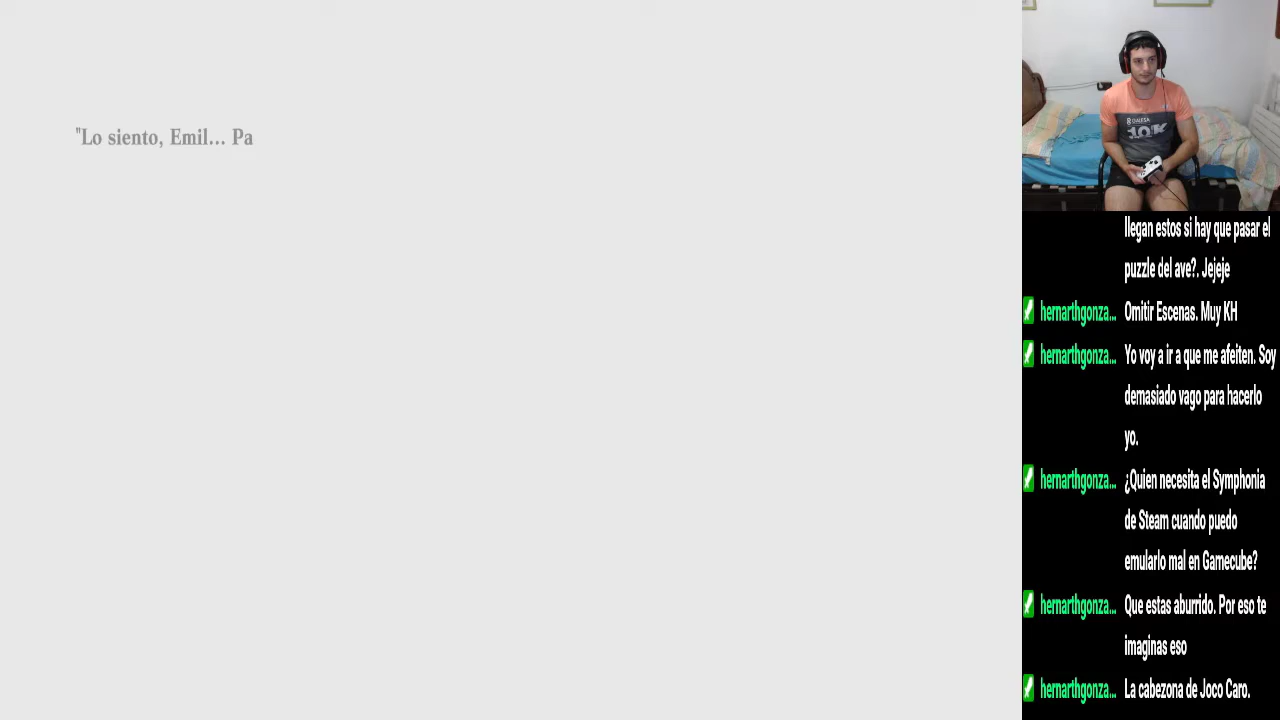 "Lo siento, Emil... Pa
GALESA
10K
llegan estos si hay que pasar el
puzzle del ave?. Jejeje
hernarthgonza... Omitir Escenas. Muy KH
hernarthgonza... Yo voy a ir a que me afeiten. Soy
demasiado vago para hacerlo
yo.
hernarthgonza... ¿Quien necesita el Symphonia
de Steam cuando puedo
emularlo mal en Gamecube?
hernarthgonza... Que estas aburrido. Por eso te
imaginas eso
hernarthgonza... La cabezona de Joco Caro.